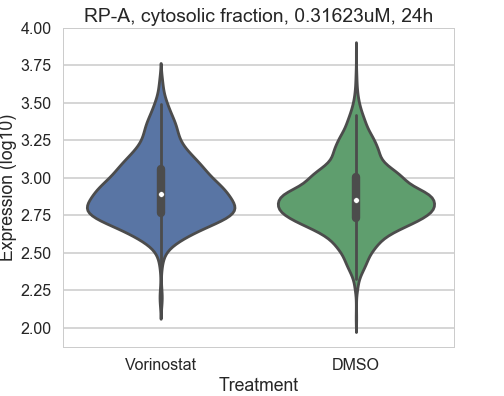 RP-A, cytosolic fraction, 0.31623uM, 24h
4.00
3.75
3.50
3.25
3.00
2.75
2.50
2.25
2.00
Expression (log10)
Vorinostat
DMSO
Treatment